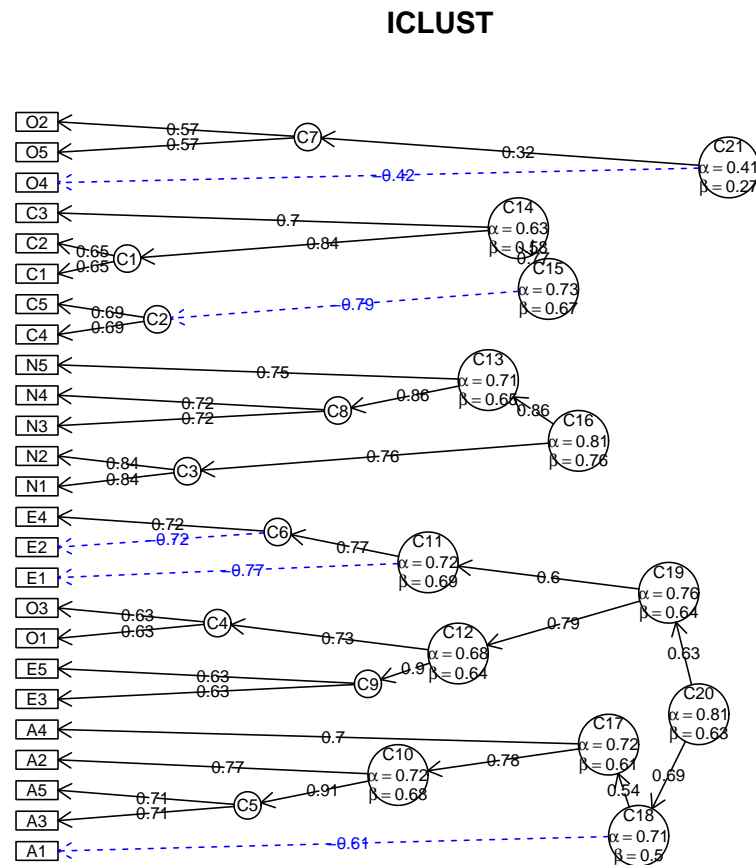 ICLUST
O2
O5
O4
C3
C2
C1
C5
C4
N5
N4
N3
N2
N1
E4
E2
E1
O3
O1
E5
E3
A4
A2
A5
A3
A1
C7
0.57
0.57
0.32
C21
α = 0.41
β = 0.27
−0.42
C14
α = 0.63
β = 0.58
0.7
0.84
C1
0.65
0.65
0.77
C15
α = 0.73
β = 0.67
−0.79
C2
0.69
0.69
C13
α = 0.71
β = 0.65
0.75
0.86
C8
0.72
0.72
0.86
C16
α = 0.81
β = 0.76
0.76
C3
0.84
0.84
C6
0.72
−0.72
0.77
C11
α = 0.72
β = 0.69
−0.77
0.6
C19
α = 0.76
β = 0.64
0.79
C4
0.63
0.63
0.73
C12
α = 0.68
β = 0.64
0.9
C9
0.63
0.63
0.63
C20
α = 0.81
β = 0.63
0.69
C17
α = 0.72
β = 0.61
0.7
0.78
C10
α = 0.72
β = 0.68
0.77
0.91
C5
0.71
0.71
0.54
C18
α = 0.71
β = 0.5
−0.61